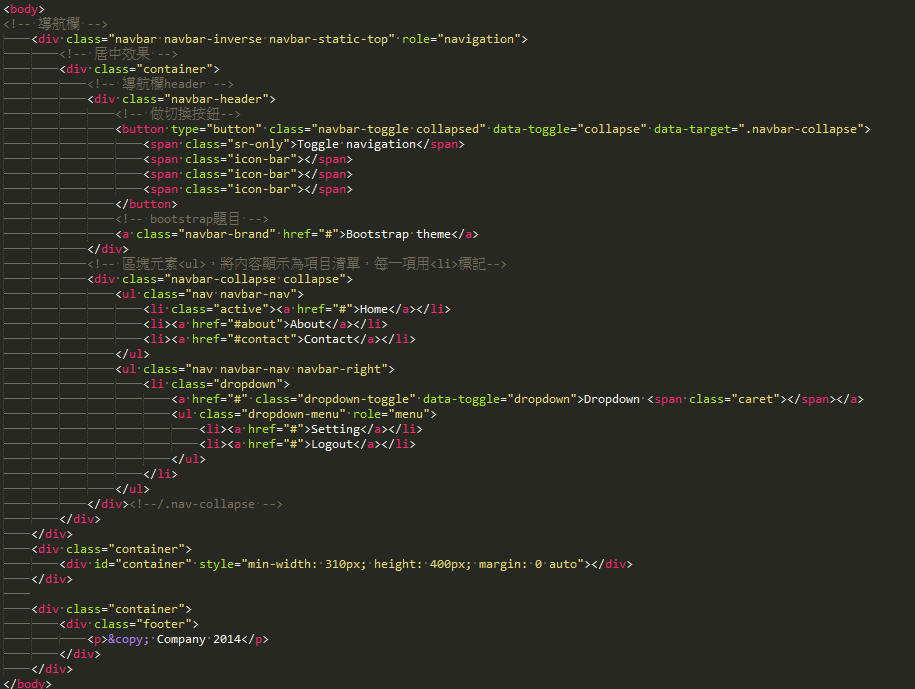 <body>
<!-- 導航欄 -->
<div class="navbar navbar-inverse navbar-static-top" role="navigation">
<!-- 居中效果 -->
<div class="container">
<!-- 導航欄header -->
<div class="navbar-header">
<!-- 做切換按鈕-->
<button type="button" class="navbar-toggle collapsed" data-toggle="collapse" data-target=".navbar-collapse">
<span class="sr-only">Toggle navigation</span>
<span class="icon-bar"></span>
<span class="icon-bar"></span>
<span class="icon-bar"></span>
</button>
<!-- bootstrap題目 -->
<a class="navbar-brand" href="#">Bootstrap theme</a>
</div>
<!-- 區塊元素<ul>，將內容顯示為項目清單，每一項用<li>標記-->
<div class="navbar-collapse collapse">
<ul class="nav navbar-nav">
<li class="active"><a href="#">Home</a></li>
<li><a href="#about">About</a></li>
<li><a href="#contact">Contact</a></li>
</ul>
<ul class="nav navbar-nav navbar-right">
<li class="dropdown">
<a href="#" class="dropdown-toggle" data-toggle="dropdown">Dropdown <span class="caret"></span></a>
<ul class="dropdown-menu" role="menu">
<li><a href="#">Setting</a></li>
<li><a href="#">Logout</a></li>
</ul>
</li>
</ul>
</div><!--/.nav-collapse -->
</div>
</div>
<div class="container">
<div id="container" style="min-width: 310px; height: 400px; margin: 0 auto"></div>
</div>
<div class="container">
<div class="footer">
<p>&copy; Company 2014</p>
</div>
</div>
</body>